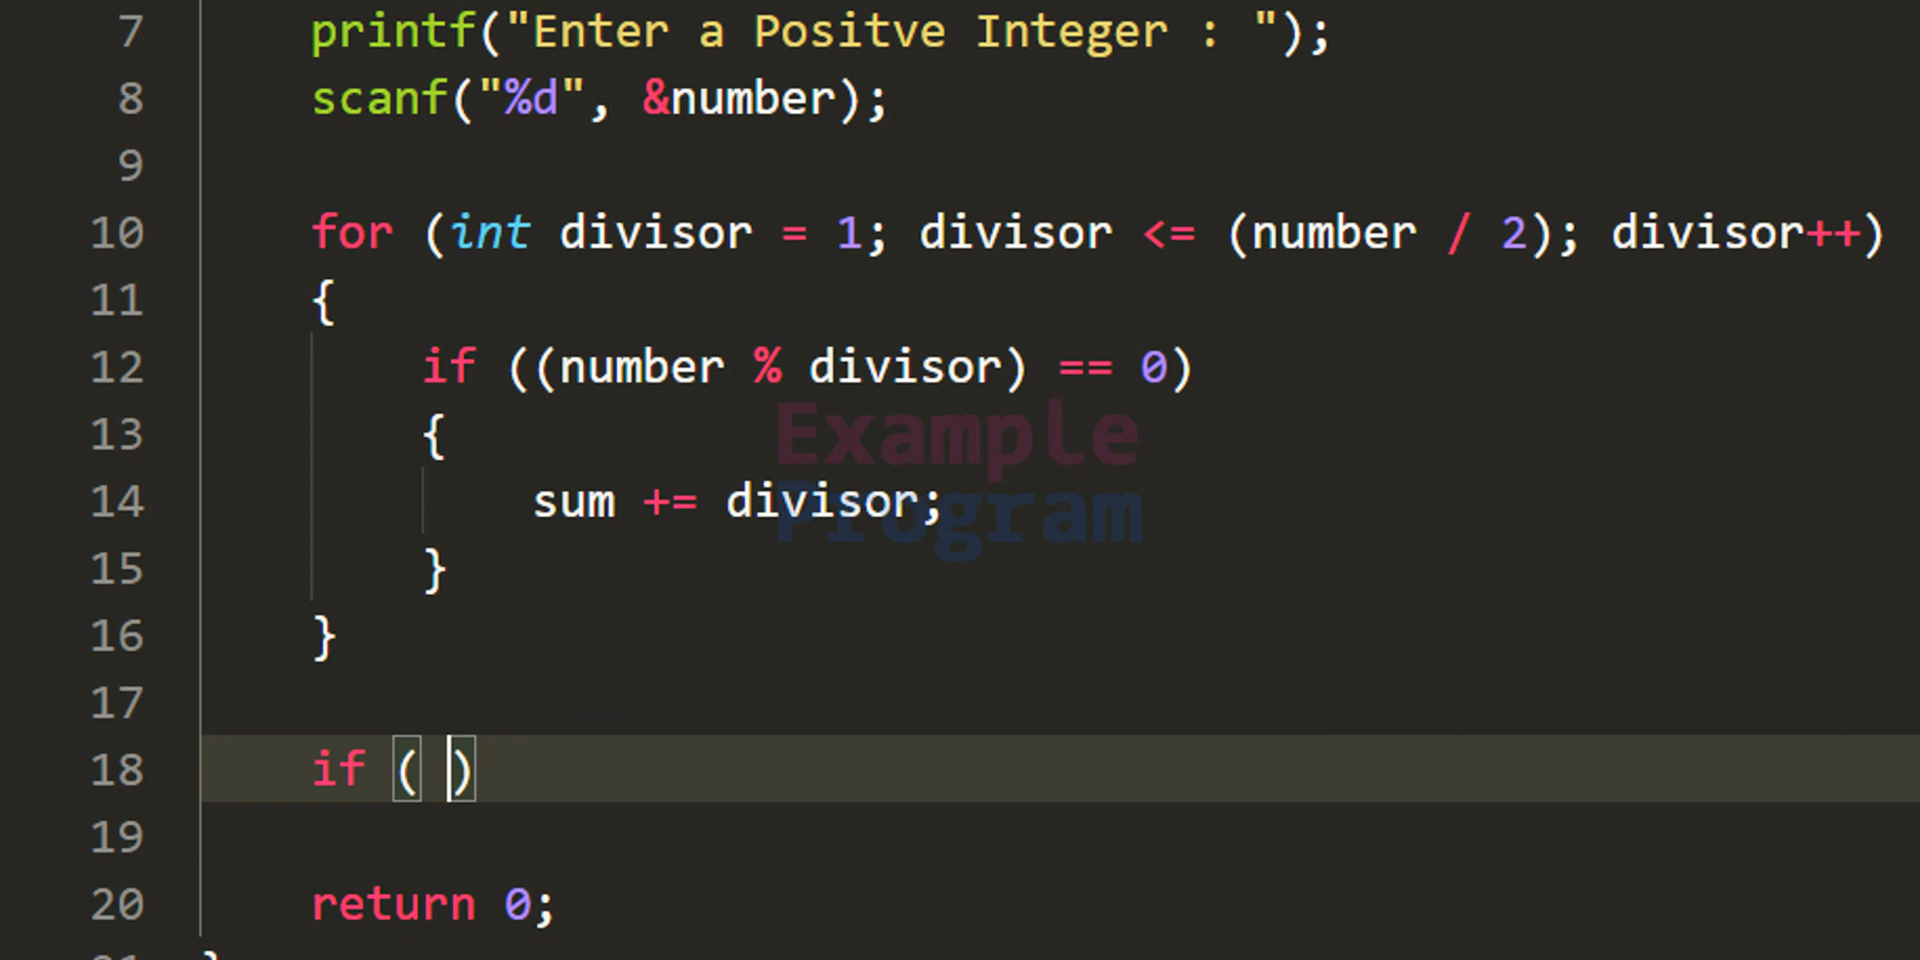 7 printf("Enter a Positve Integer : ");
8 scanf("%d", &number);
9
10 for (int divisor = 1; divisor <= (number / 2); divisor++)
11 {
12 if ((number % divisor) == 0)
13 {
14 sum += divisor;
15 }
16 }
17
18 if ( )
19
20 return 0;
Example
Program